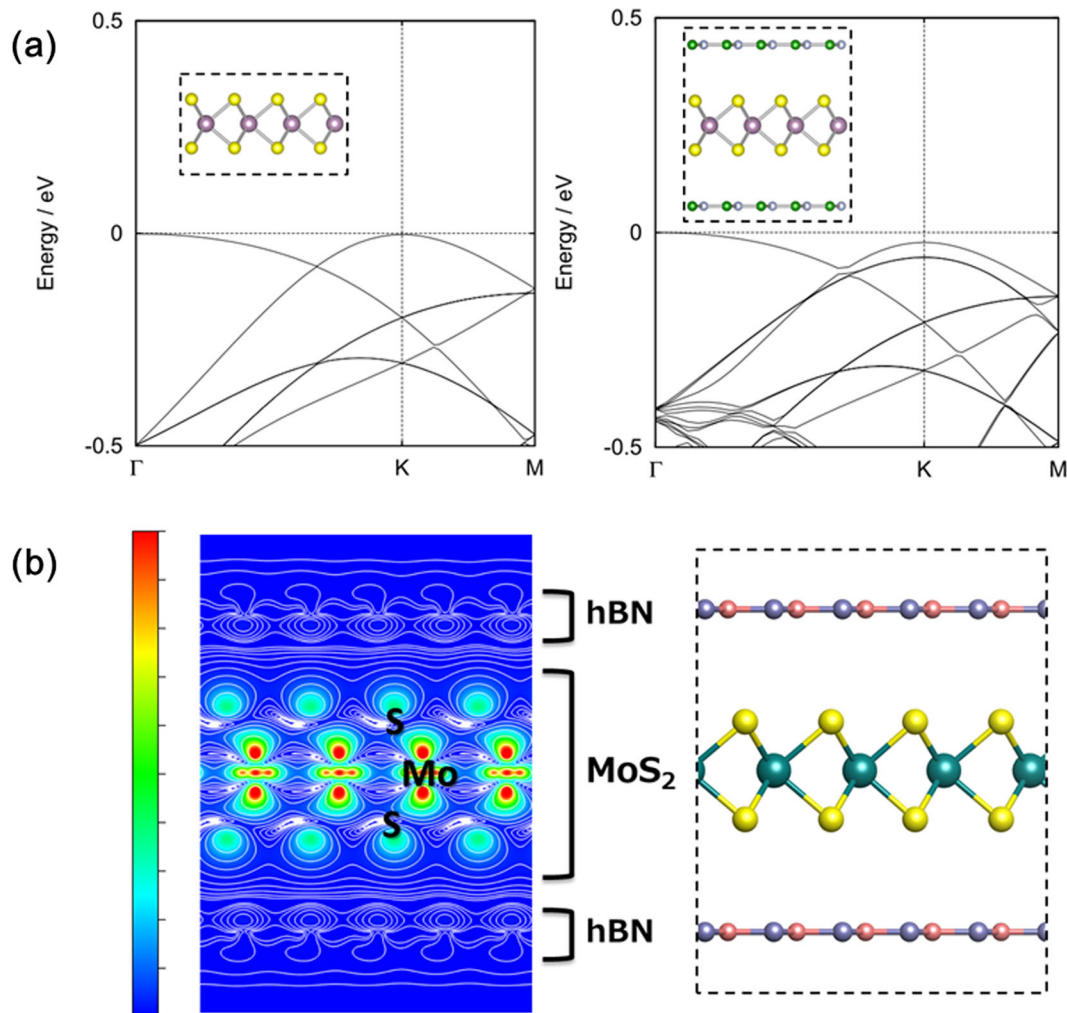 (a)
0.5
0
-0.5
Energy / eV
Γ
K
M
0.5
0
-0.5
Energy / eV
Γ
K
M
(b)
hBN
MoS₂
hBN
S
Mo
S